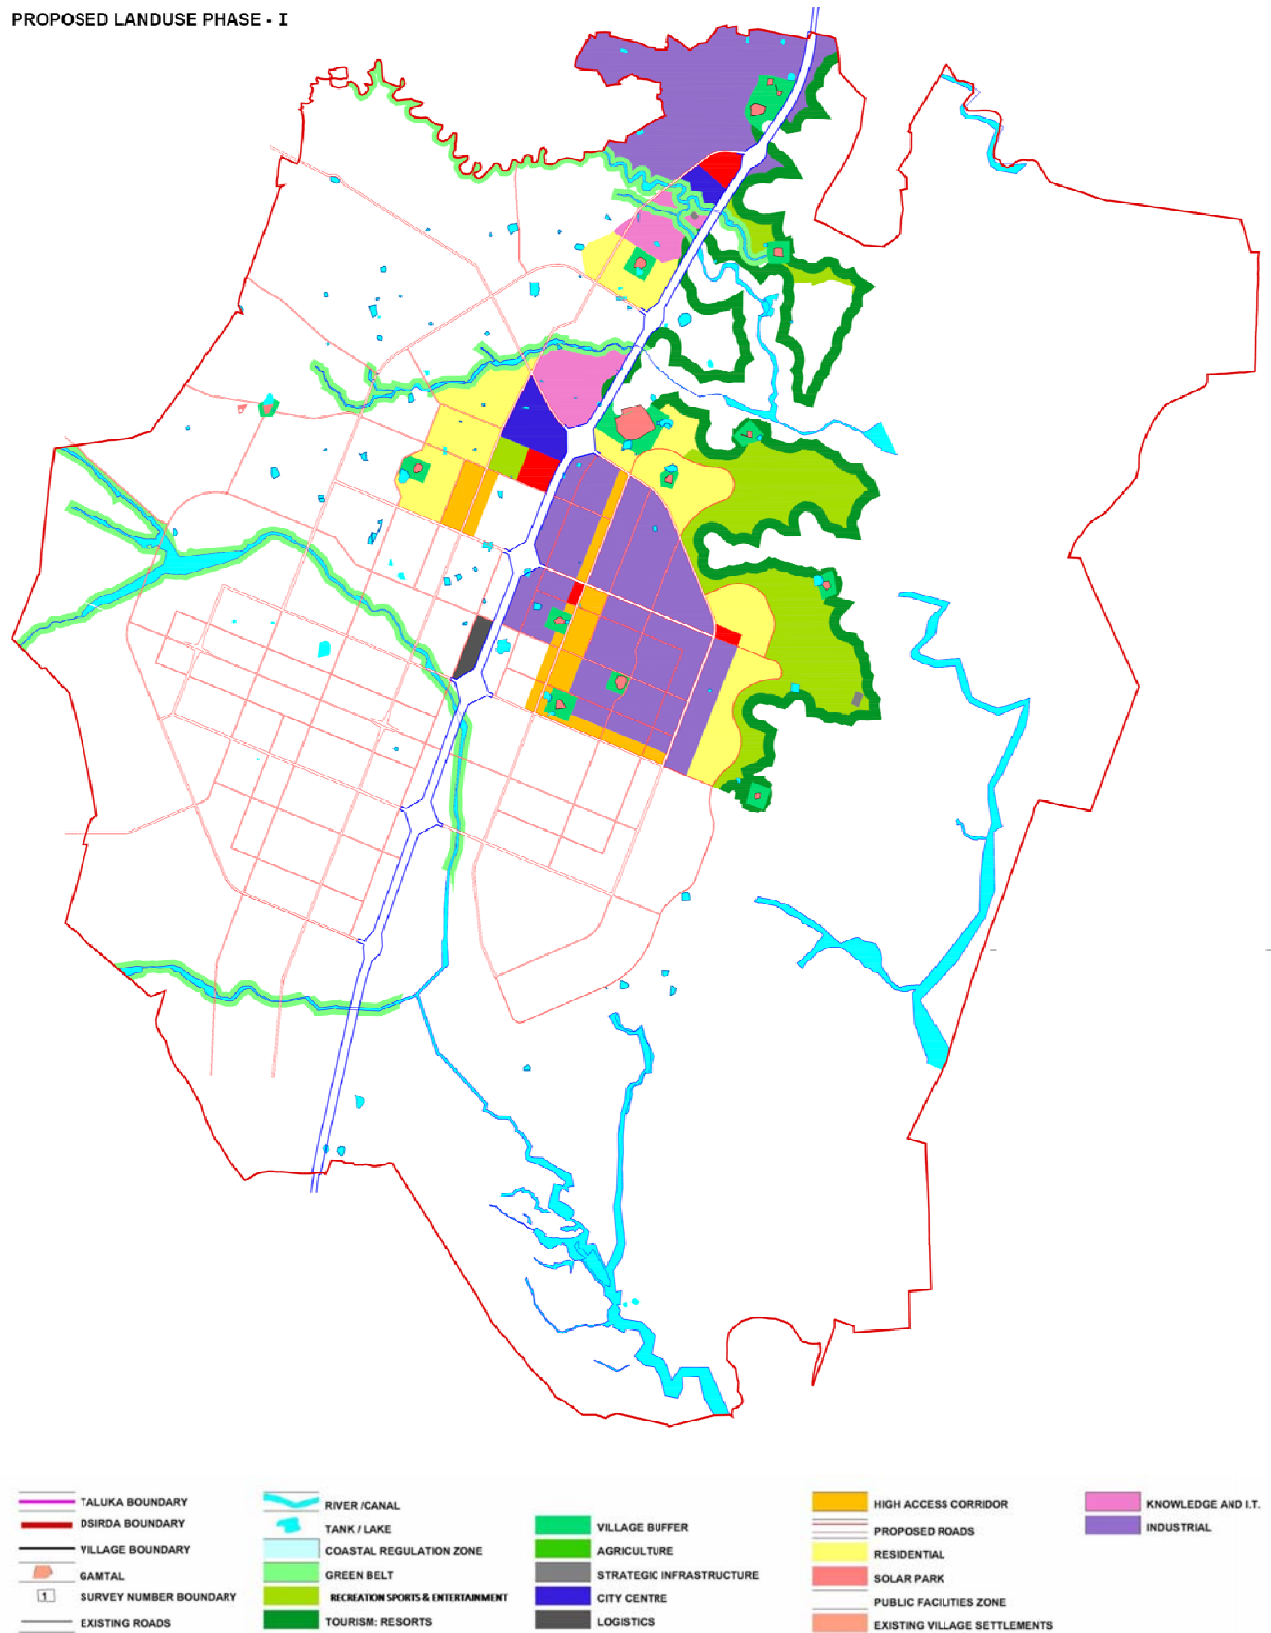 PROPOSED LANDUSE PHASE - I
TALUKA BOUNDARY
DSIRDA BOUNDARY
VILLAGE BOUNDARY
GAMTAL
1
SURVEY NUMBER BOUNDARY
EXISTING ROADS
RIVER /CANAL
TANK / LAKE
COASTAL REGULATION ZONE
GREEN BELT
RECREATION SPORTS & ENTERTAINMENT
TOURISM: RESORTS
VILLAGE BUFFER
AGRICULTURE
STRATEGIC INFRASTRUCTURE
CITY CENTRE
LOGISTICS
HIGH ACCESS CORRIDOR
PROPOSED ROADS
RESIDENTIAL
SOLAR PARK
PUBLIC FACILITIES ZONE
EXISTING VILLAGE SETTLEMENTS
KNOWLEDGE AND I.T.
INDUSTRIAL